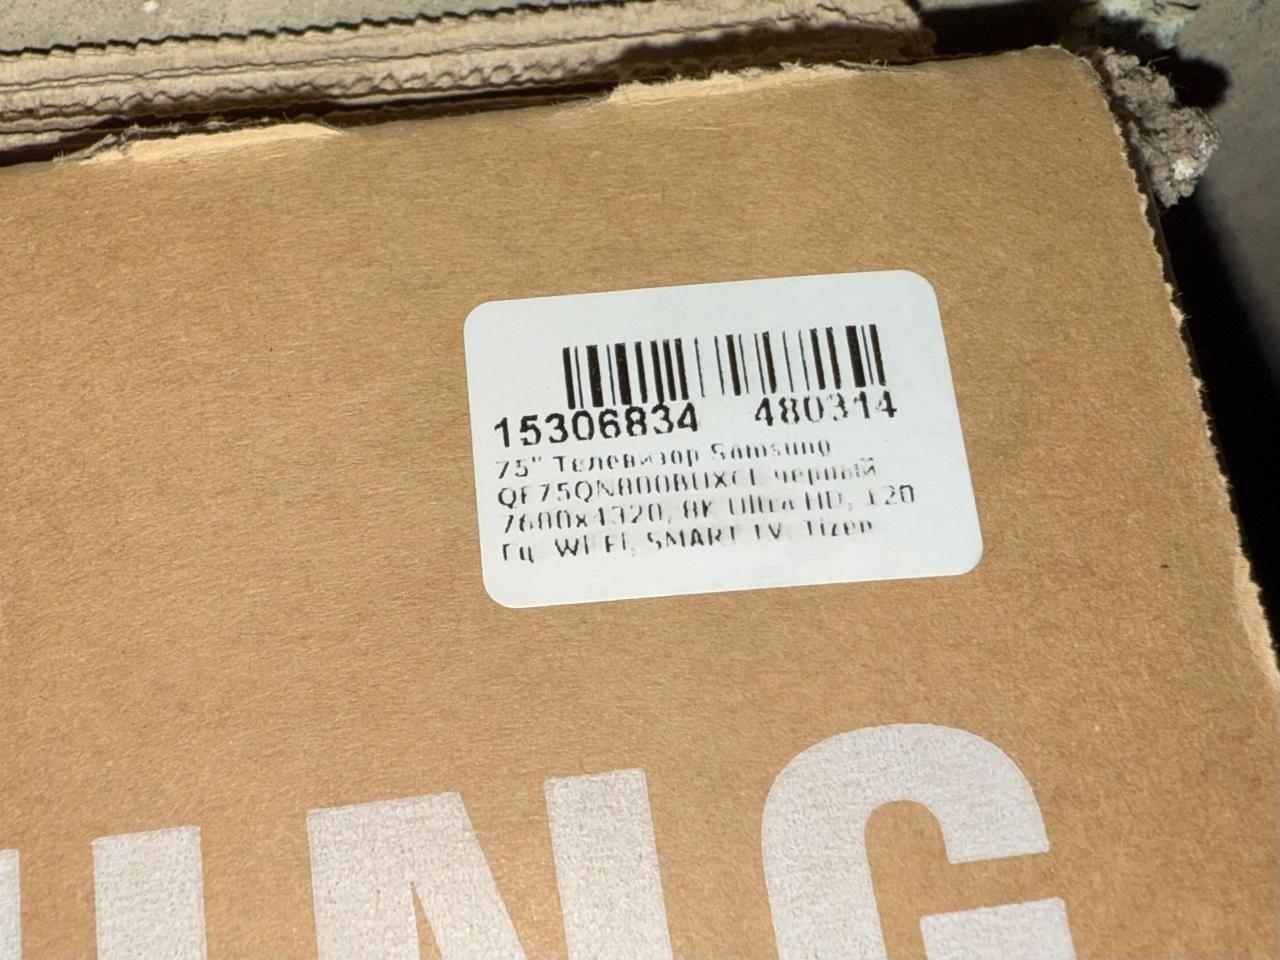 15306834 480314
75" Телевизор Samsung
QE75QN800BUXCE черный
7680x4320, 8K Ultra HD, 120
Гц, Wi-Fi, SMART TV, Tizen
UNG